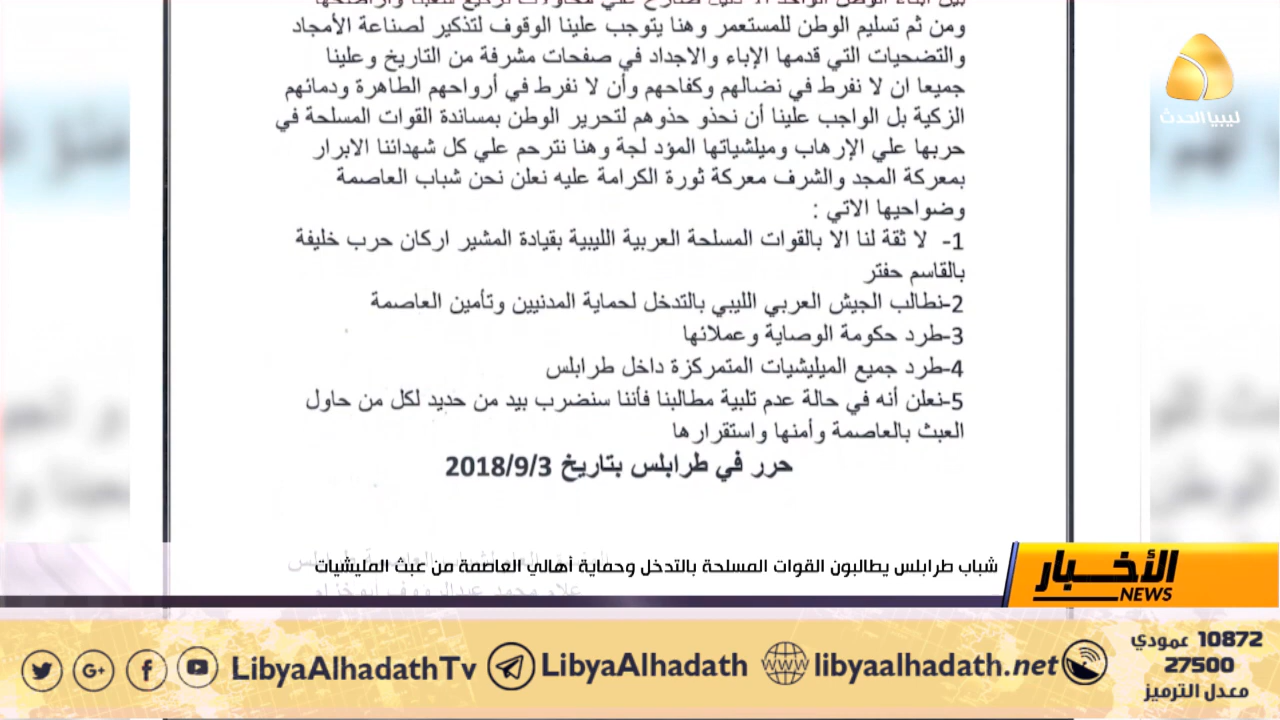 ومن ثم تسليم الوطن للمستعمر وهنا يتوجب علينا الوقوف لتذكير لصناعة الأمجاد
والتضحيات التي قدمها الإباء والاجداد في صفحات مشرفة من التاريخ وعلينا
جميعا ان لا نفرط في نضالهم وكفاحهم وأن لا نفرط في أرواحهم الطاهرة ودمائهم
الزكية بل الواجب علينا أن نحذو حذوهم لتحرير الوطن بمساندة القوات المسلحة في
حربها علي الإرهاب وميلشياتها المؤد لجة وهنا نترحم علي كل شهدائنا الابرار
بمعركة المجد والشرف معركة ثورة الكرامة عليه نعلن نحن شباب العاصمة
وضواحيها الاتي :
1- لا ثقة لنا الا بالقوات المسلحة العربية الليبية بقيادة المشير اركان حرب خليفة
بالقاسم حفتر
2-نطالب الجيش العربي الليبي بالتدخل لحماية المدنيين وتأمين العاصمة
3-طرد حكومة الوصاية وعملائها
4-طرد جميع الميليشيات المتمركزة داخل طرابلس
5-نعلن أنه في حالة عدم تلبية مطالبنا فأننا سنضرب بيد من حديد لكل من حاول
العبث بالعاصمة وأمنها واستقرارها
حرر في طرابلس بتاريخ 2018/9/3
ليبيا الحدث
الأخبار
NEWS
شباب طرابلس يطالبون القوات المسلحة بالتدخل وحماية أهالي العاصمة من عبث المليشيات
LibyaAlhadathTv
LibyaAlhadath
libyaalhadath.net
10872 عمودي
27500
معدل الترميز